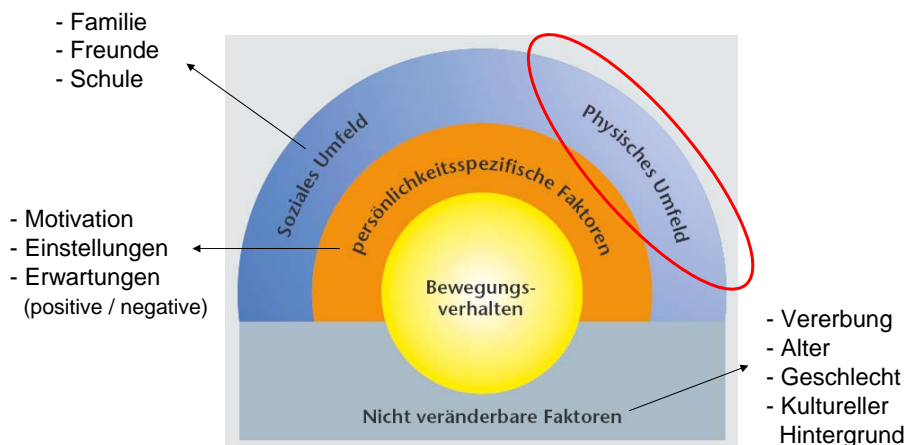 - Familie
- Freunde
- Schule
Soziales Umfeld
Physisches Umfeld
persönlichkeitsspezifische Faktoren
- Motivation
- Einstellungen
- Erwartungen
(positive / negative)
Bewegungs-
verhalten
- Vererbung
- Alter
- Geschlecht
- Kultureller
Hintergrund
Nicht veränderbare Faktoren